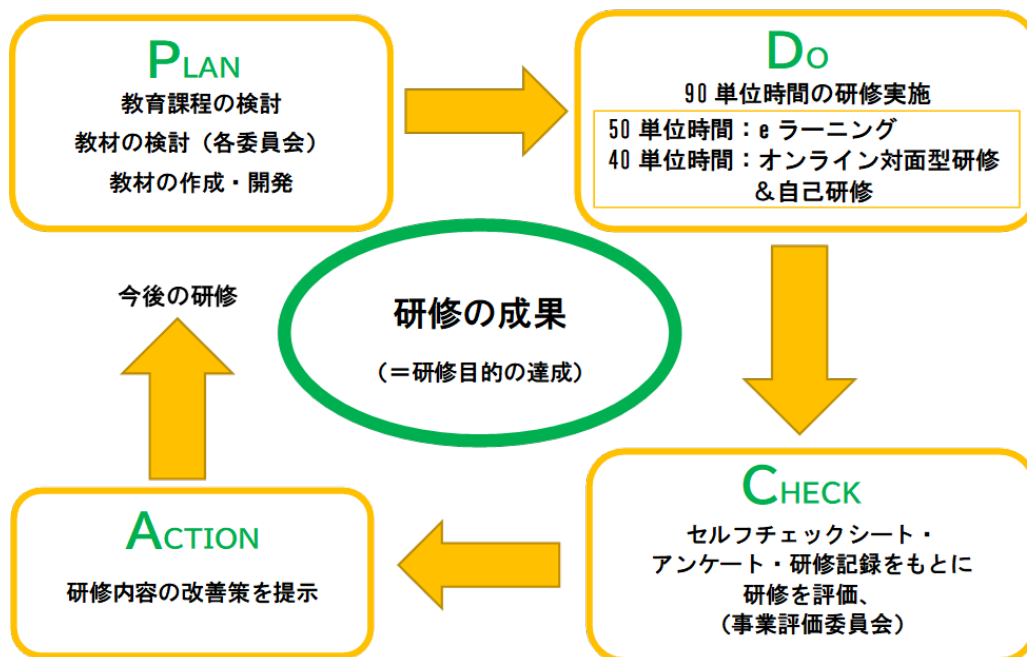 PLAN
教育課程の検討
教材の検討（各委員会）
教材の作成・開発
DO
90 単位時間の研修実施
50 単位時間：e ラーニング
40 単位時間：オンライン対面型研修
＆自己研修
今後の研修
研修の成果
（＝研修目的の達成）
ACTION
研修内容の改善策を提示
CHECK
セルフチェックシート・
アンケート・研修記録をもとに
研修を評価、
（事業評価委員会）